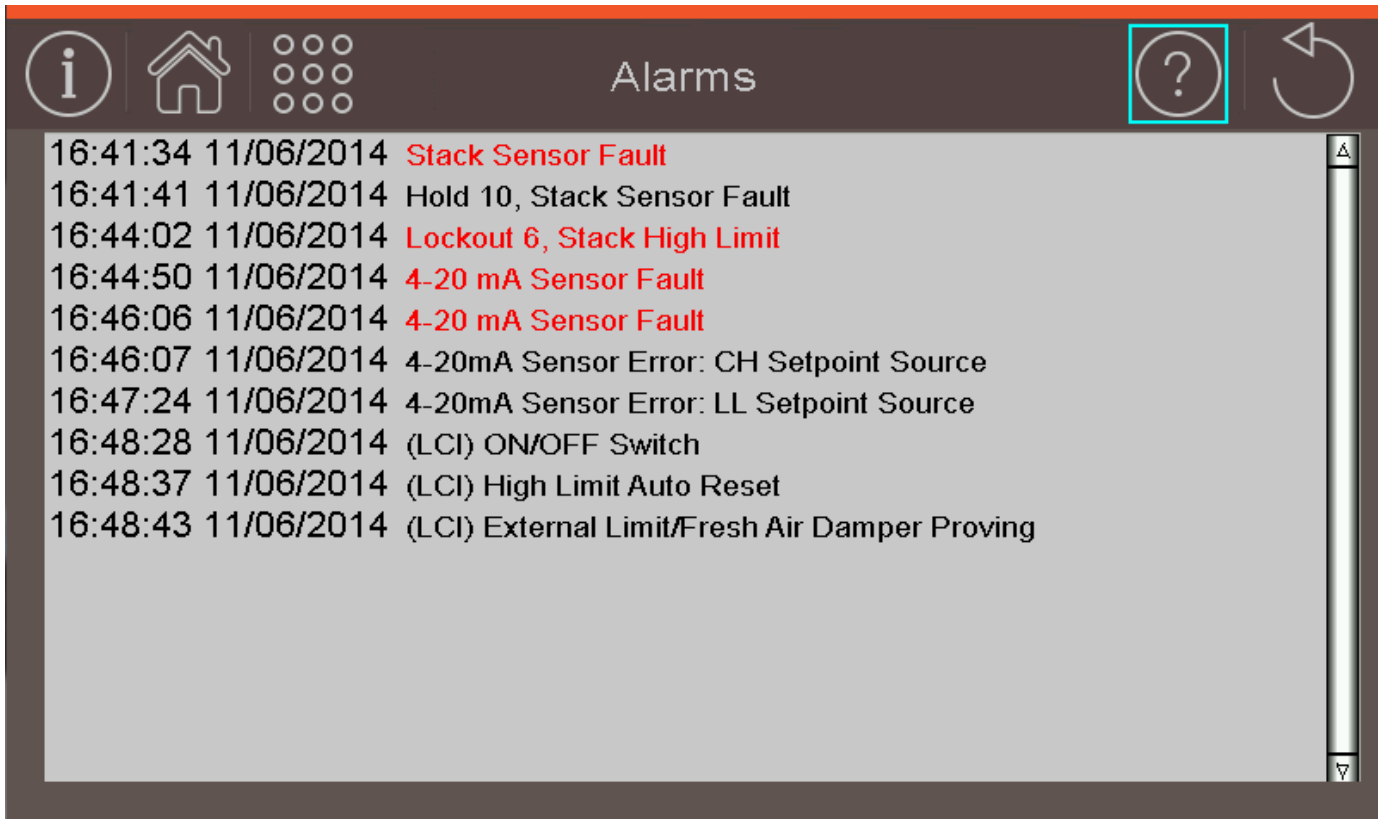 i
Alarms
?
16:41:34 11/06/2014 Stack Sensor Fault
16:41:41 11/06/2014 Hold 10, Stack Sensor Fault
16:44:02 11/06/2014 Lockout 6, Stack High Limit
16:44:50 11/06/2014 4-20 mA Sensor Fault
16:46:06 11/06/2014 4-20 mA Sensor Fault
16:46:07 11/06/2014 4-20mA Sensor Error: CH Setpoint Source
16:47:24 11/06/2014 4-20mA Sensor Error: LL Setpoint Source
16:48:28 11/06/2014 (LCI) ON/OFF Switch
16:48:37 11/06/2014 (LCI) High Limit Auto Reset
16:48:43 11/06/2014 (LCI) External Limit/Fresh Air Damper Proving